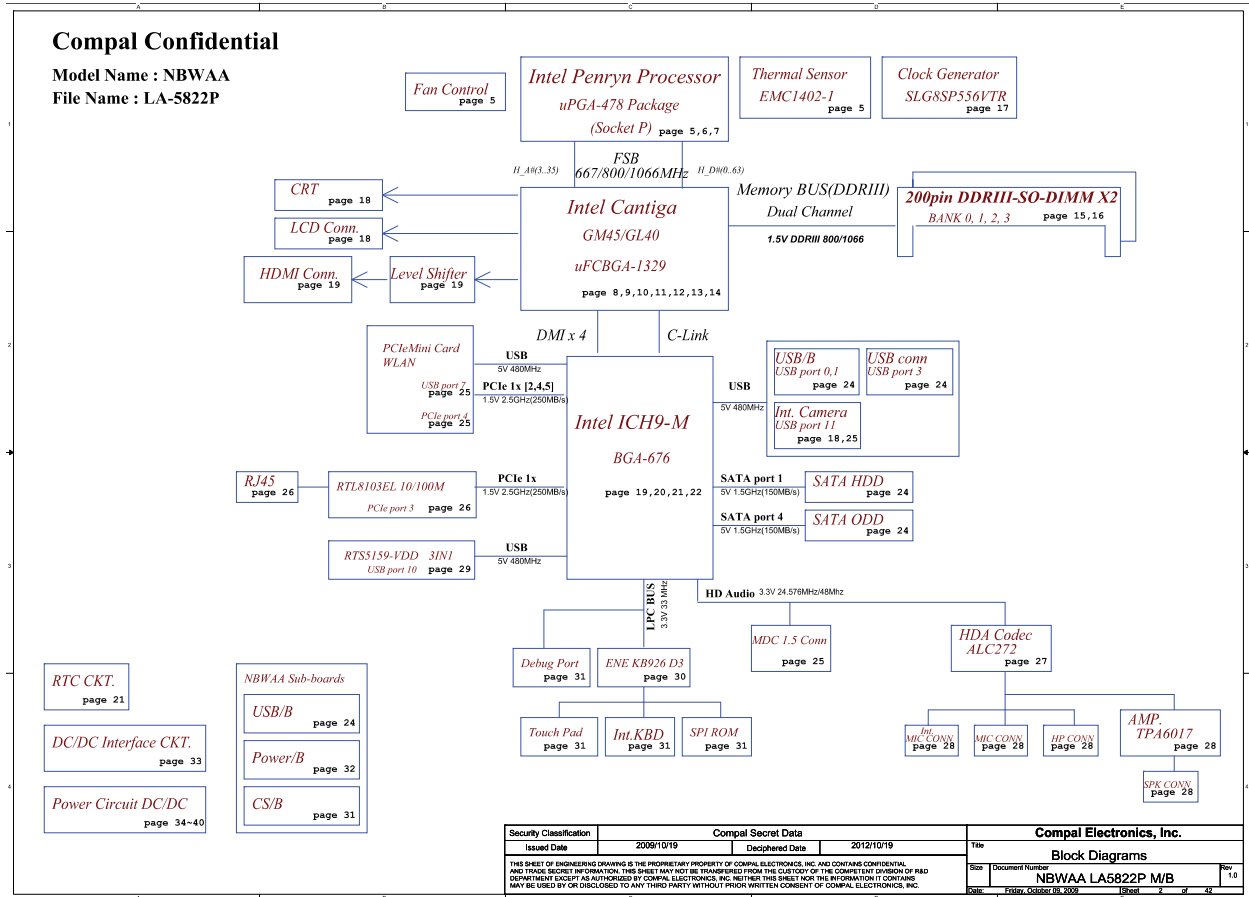 A B C D E
Compal Confidential
Model Name : NBWAA
File Name : LA-5822P
Fan Control
page 5
Intel Penryn Processor
uPGA-478 Package
(Socket P) page 5,6,7
Thermal Sensor
EMC1402-1
page 5
Clock Generator
SLG8SP556VTR
page 17
1
1
H_A#(3..35)
FSB
667/800/1066MHz
H_D#(0..63)
CRT
page 18
LCD Conn.
page 18
HDMI Conn.
page 19
Level Shifter
page 19
Intel Cantiga
GM45/GL40
uFCBGA-1329
page 8,9,10,11,12,13,14
Memory BUS(DDRIII)
Dual Channel
1.5V DDRIII 800/1066
200pin DDRIII-SO-DIMM X2
BANK 0, 1, 2, 3 page 15,16
DMI x 4
C-Link
2
2
PCIeMini Card
WLAN
USB port 7
page 25
PCIe port 4
page 25
USB
5V 480MHz
PCIe 1x [2,4,5]
1.5V 2.5GHz(250MB/s)
Intel ICH9-M
BGA-676
page 19,20,21,22
USB
5V 480MHz
USB/B
USB port 0,1
page 24
USB conn
USB port 3
page 24
Int. Camera
USB port 11
page 18,25
RJ45
page 26
RTL8103EL 10/100M
PCIe port 3 page 26
PCIe 1x
1.5V 2.5GHz(250MB/s)
SATA port 1
5V 1.5GHz(150MB/s)
SATA HDD
page 24
SATA port 4
5V 1.5GHz(150MB/s)
SATA ODD
page 24
RTS5159-VDD 3IN1
USB port 10 page 29
USB
5V 480MHz
3
3
LPC BUS
3.3V 33 MHz
HD Audio 3.3V 24.576MHz/48Mhz
MDC 1.5 Conn
page 25
HDA Codec
ALC272
page 27
Debug Port
page 31
ENE KB926 D3
page 30
RTC CKT.
page 21
NBWAA Sub-boards
USB/B
page 24
Touch Pad
page 31
Int.KBD
page 31
SPI ROM
page 31
Int.
MIC CONN
page 28
MIC CONN
page 28
HP CONN
page 28
AMP.
TPA6017
page 28
DC/DC Interface CKT.
page 33
Power/B
page 32
SPK CONN
page 28
4
4
Power Circuit DC/DC
page 34~40
CS/B
page 31
Security Classification
Compal Secret Data
Issued Date
2009/10/19
Deciphered Date
2012/10/19
THIS SHEET OF ENGINEERING DRAWING IS THE PROPRIETARY PROPERTY OF COMPAL ELECTRONICS, INC. AND CONTAINS CONFIDENTIAL
AND TRADE SECRET INFORMATION. THIS SHEET MAY NOT BE TRANSFERED FROM THE CUSTODY OF THE COMPETENT DIVISION OF R&D
DEPARTMENT EXCEPT AS AUTHORIZED BY COMPAL ELECTRONICS, INC. NEITHER THIS SHEET NOR THE INFORMATION IT CONTAINS
MAY BE USED BY OR DISCLOSED TO ANY THIRD PARTY WITHOUT PRIOR WRITTEN CONSENT OF COMPAL ELECTRONICS, INC.
Compal Electronics, Inc.
Title
Block Diagrams
Size
Document Number
NBWAA LA5822P M/B
Rev
1.0
Date: Friday, October 09, 2009
Sheet 2 of 42